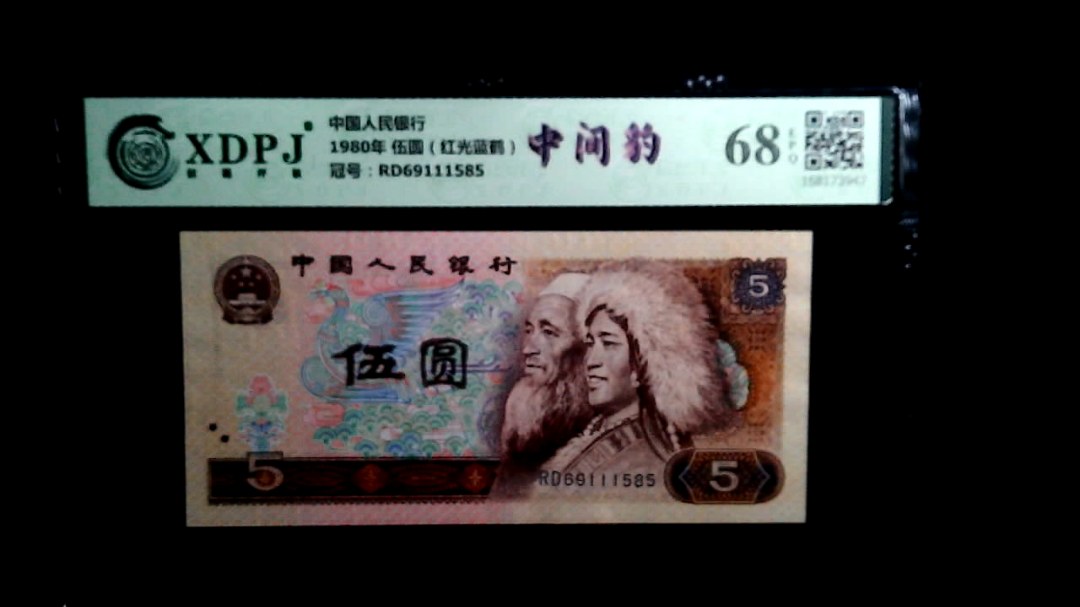 XDPJ
中国人民银行
1980年 伍圆（红光蓝鹤）
冠号：RD69111585
中间豹
68
EPQ
中国人民银行
5
伍圆
5
RD69111585
5